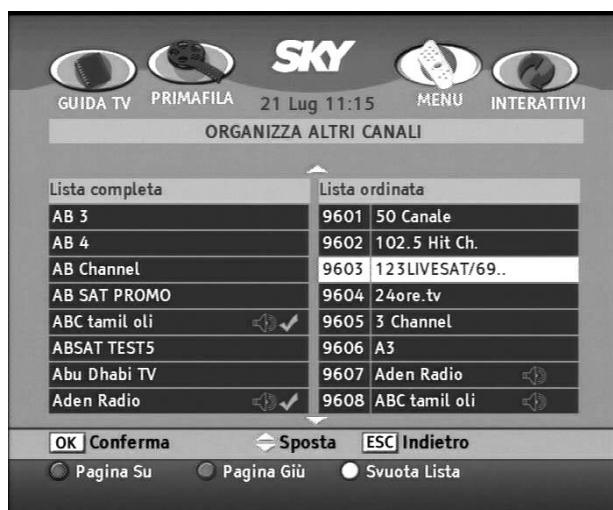 SKY
GUIDA TV PRIMAFILA 21 Lug 11:15 MENU INTERATTIVI
ORGANIZZA ALTRI CANALI
Lista completa Lista ordinata
AB 3 9601 50 Canale
AB 4 9602 102.5 Hit Ch.
AB Channel 9603 123LIVESAT/69..
AB SAT PROMO 9604 24ore.tv
ABC tamil oli 9605 3 Channel
ABSAT TEST5 9606 A3
Abu Dhabi TV 9607 Aden Radio
Aden Radio 9608 ABC tamil oli
OK Conferma Sposta ESC Indietro
Pagina Su Pagina Giù Svuota Lista